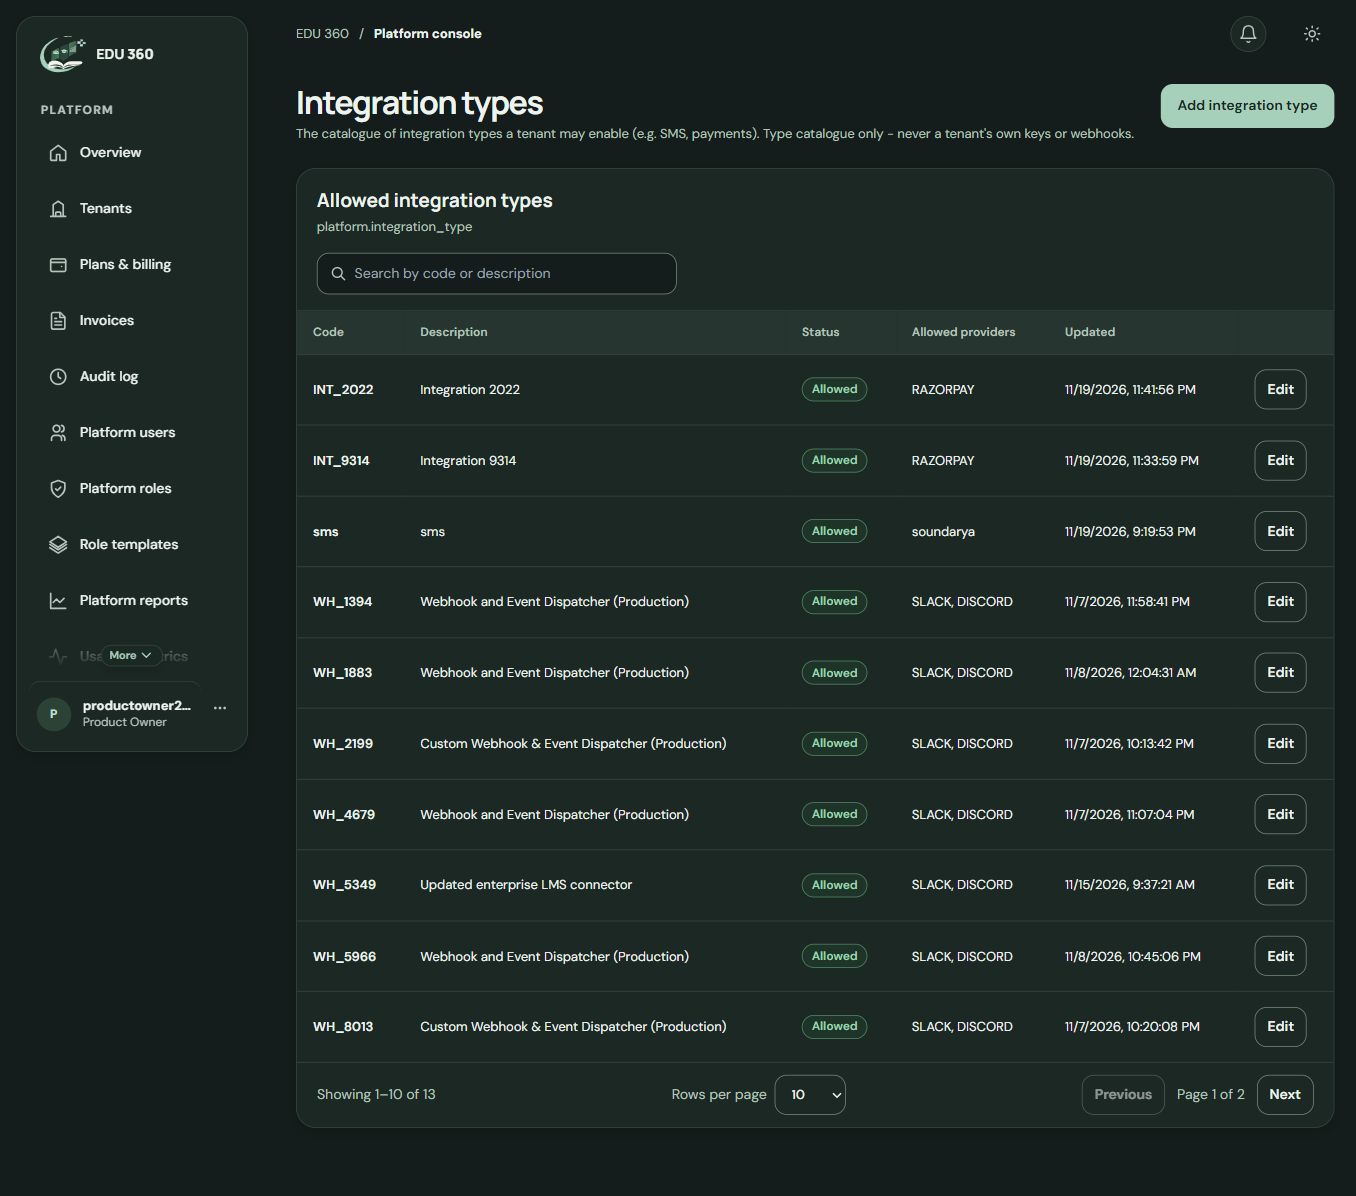 EDU 360
PLATFORM
Overview
Tenants
Plans & billing
Invoices
Audit log
Platform users
Platform roles
Role templates
Platform reports
More
P
productowner2...
Product Owner
EDU 360 / Platform console
Integration types
The catalogue of integration types a tenant may enable (e.g. SMS, payments). Type catalogue only - never a tenant's own keys or webhooks.
Add integration type
Allowed integration types
platform.integration_type
Search by code or description
Code Description Status Allowed providers Updated
INT_2022 Integration 2022 Allowed RAZORPAY 11/19/2026, 11:41:56 PM Edit
INT_9314 Integration 9314 Allowed RAZORPAY 11/19/2026, 11:33:59 PM Edit
sms sms Allowed soundarya 11/19/2026, 9:19:53 PM Edit
WH_1394 Webhook and Event Dispatcher (Production) Allowed SLACK, DISCORD 11/7/2026, 11:58:41 PM Edit
WH_1883 Webhook and Event Dispatcher (Production) Allowed SLACK, DISCORD 11/8/2026, 12:04:31 AM Edit
WH_2199 Custom Webhook & Event Dispatcher (Production) Allowed SLACK, DISCORD 11/7/2026, 10:13:42 PM Edit
WH_4679 Webhook and Event Dispatcher (Production) Allowed SLACK, DISCORD 11/7/2026, 11:07:04 PM Edit
WH_5349 Updated enterprise LMS connector Allowed SLACK, DISCORD 11/15/2026, 9:37:21 AM Edit
WH_5966 Webhook and Event Dispatcher (Production) Allowed SLACK, DISCORD 11/8/2026, 10:45:06 PM Edit
WH_8013 Custom Webhook & Event Dispatcher (Production) Allowed SLACK, DISCORD 11/7/2026, 10:20:08 PM Edit
Showing 1–10 of 13 Rows per page 10 Previous Page 1 of 2 Next